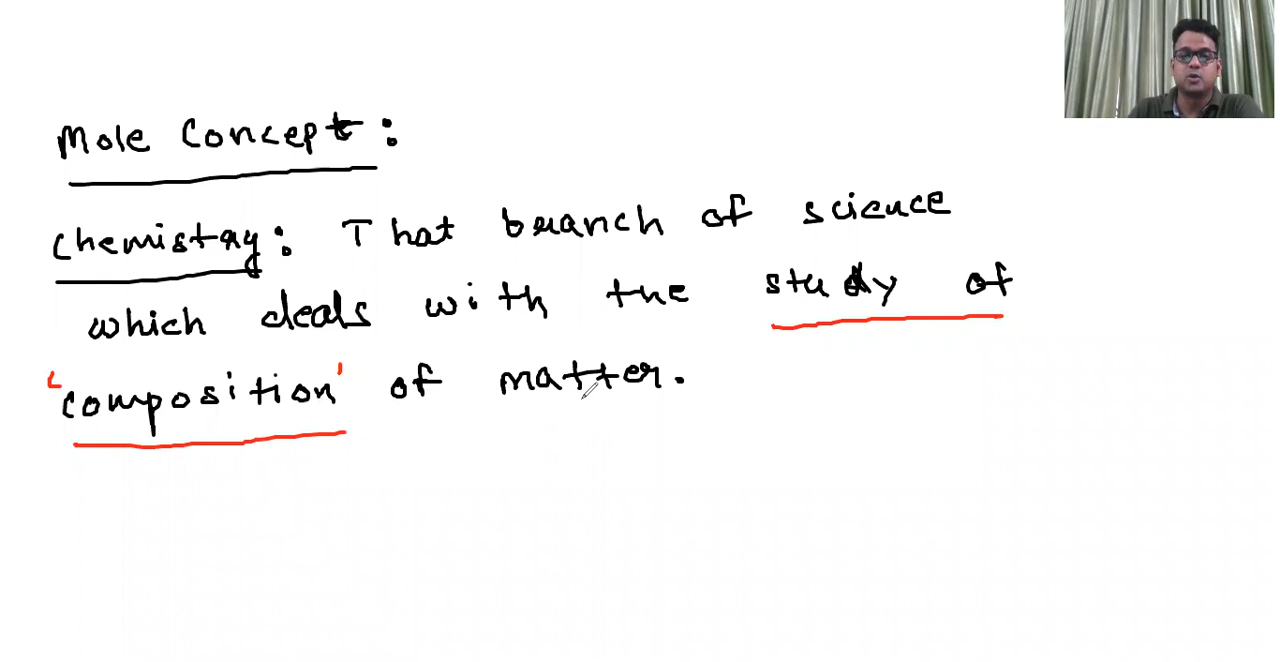 Mole Concept:
Chemistry: That branch of science
which deals with the study of
'composition' of matter.